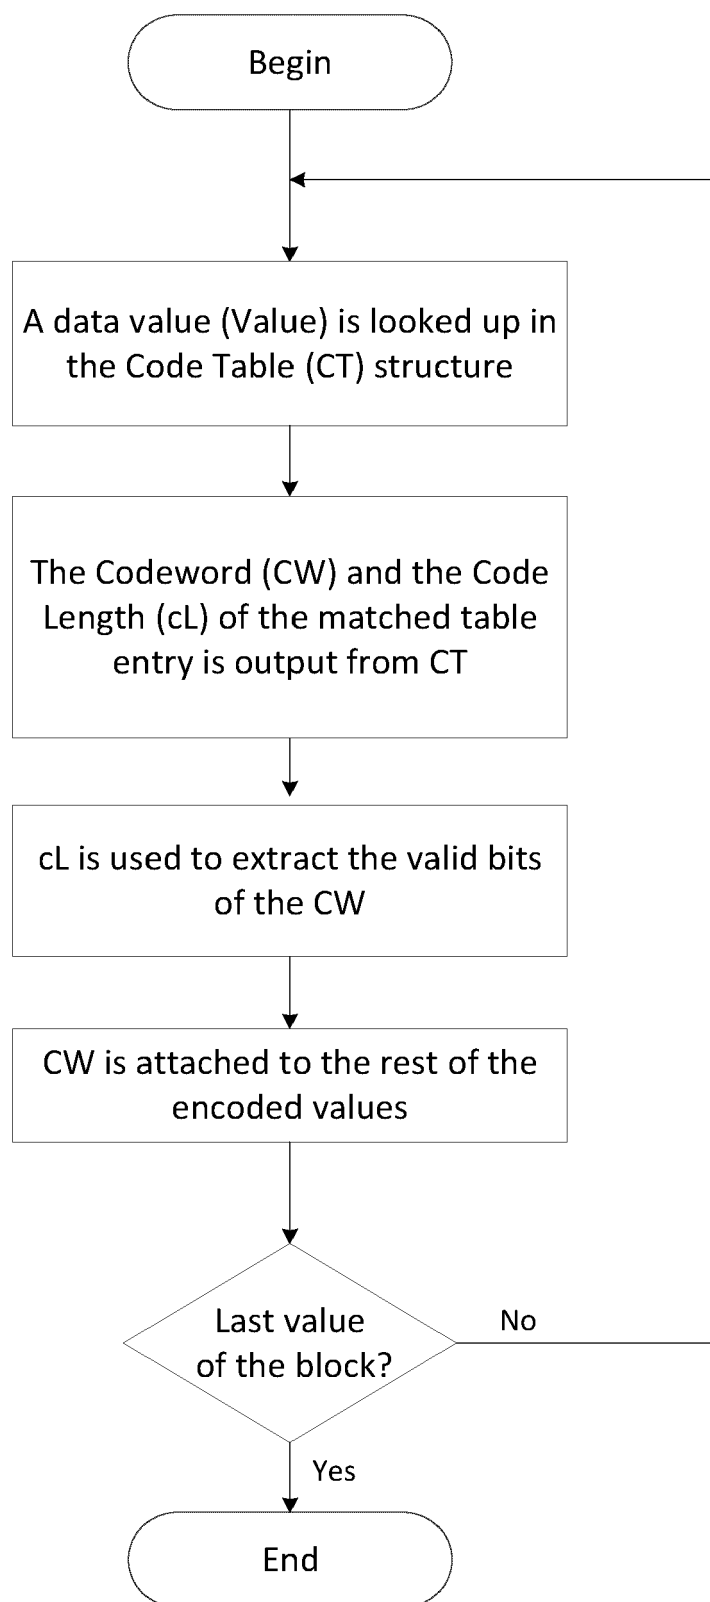 Begin
A data value (Value) is looked up in
the Code Table (CT) structure
The Codeword (CW) and the Code
Length (cL) of the matched table
entry is output from CT
cL is used to extract the valid bits
of the CW
CW is attached to the rest of the
encoded values
Last value
of the block?
No
Yes
End